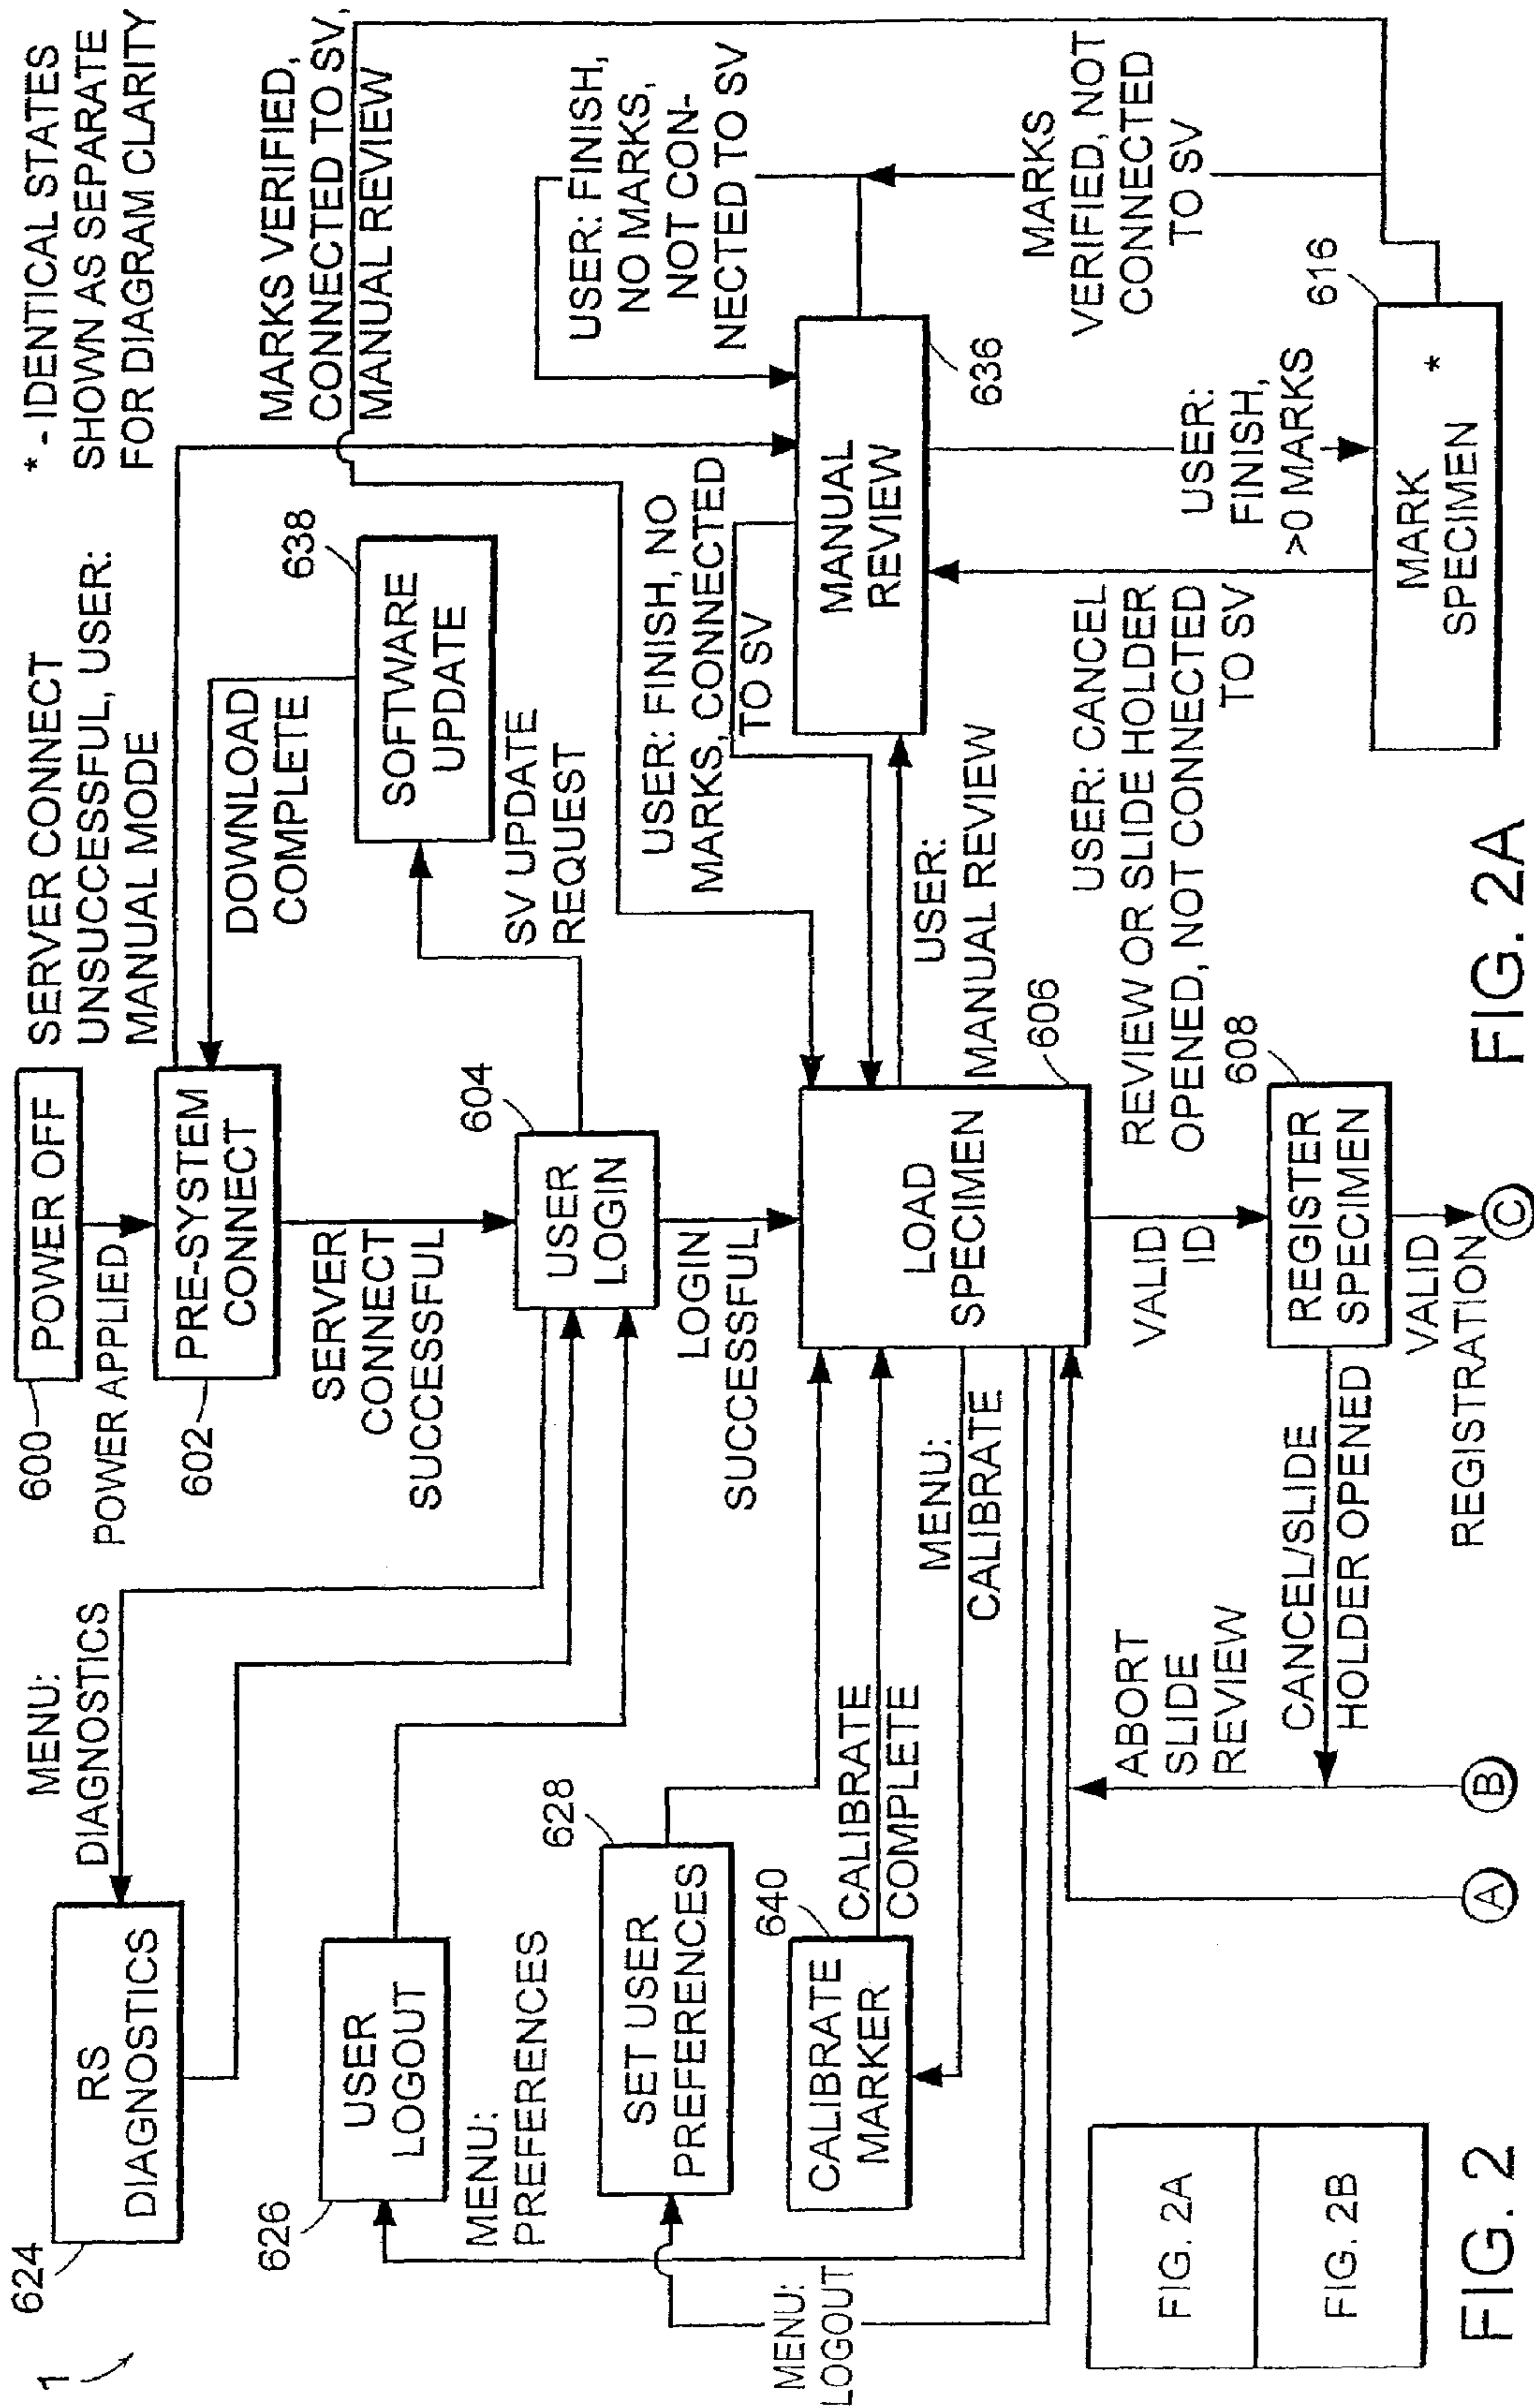 1
624
RS
DIAGNOSTICS
MENU:
DIAGNOSTICS
600
POWER OFF
POWER APPLIED
602
PRE-SYSTEM
CONNECT
SERVER CONNECT
UNSUCCESSFUL, USER:
MANUAL MODE
* - IDENTICAL STATES
SHOWN AS SEPARATE
FOR DIAGRAM CLARITY
DOWNLOAD
COMPLETE
638
SOFTWARE
UPDATE
MARKS VERIFIED,
CONNECTED TO SV,
MANUAL REVIEW
626
USER
LOGOUT
SERVER
CONNECT
SUCCESSFUL
604
USER
LOGIN
SV UPDATE
REQUEST
USER: FINISH,
NO MARKS,
NOT CON-
NECTED TO SV
MENU:
PREFERENCES
628
SET USER
PREFERENCES
LOGIN
SUCCESSFUL
USER: FINISH, NO
MARKS, CONNECTED
TO SV
MANUAL
REVIEW
636
640
CALIBRATE
MARKER
CALIBRATE
COMPLETE
MENU:
CALIBRATE
LOAD
SPECIMEN
606
USER:
MANUAL REVIEW
MARKS
VERIFIED, NOT
CONNECTED
TO SV
MENU:
LOGOUT
ABORT
SLIDE
REVIEW
VALID
ID
USER: CANCEL
REVIEW OR SLIDE HOLDER
OPENED, NOT CONNECTED
TO SV
USER:
FINISH,
>0 MARKS
616
CANCEL/SLIDE
HOLDER OPENED
608
REGISTER
SPECIMEN
MARK
SPECIMEN
*
VALID
REGISTRATION
A
B
C
FIG. 2A
FIG. 2B
FIG. 2
FIG. 2A